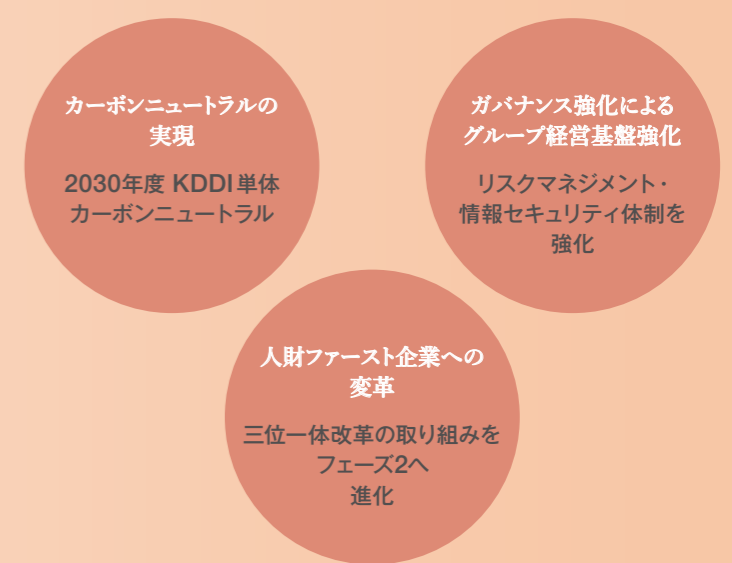 カーボンニュートラルの
実現
2030年度 KDDI単体
カーボンニュートラル
ガバナンス強化による
グループ経営基盤強化
リスクマネジメント・
情報セキュリティ体制を
強化
人財ファースト企業への
変革
三位一体改革の取り組みを
フェーズ2へ
進化